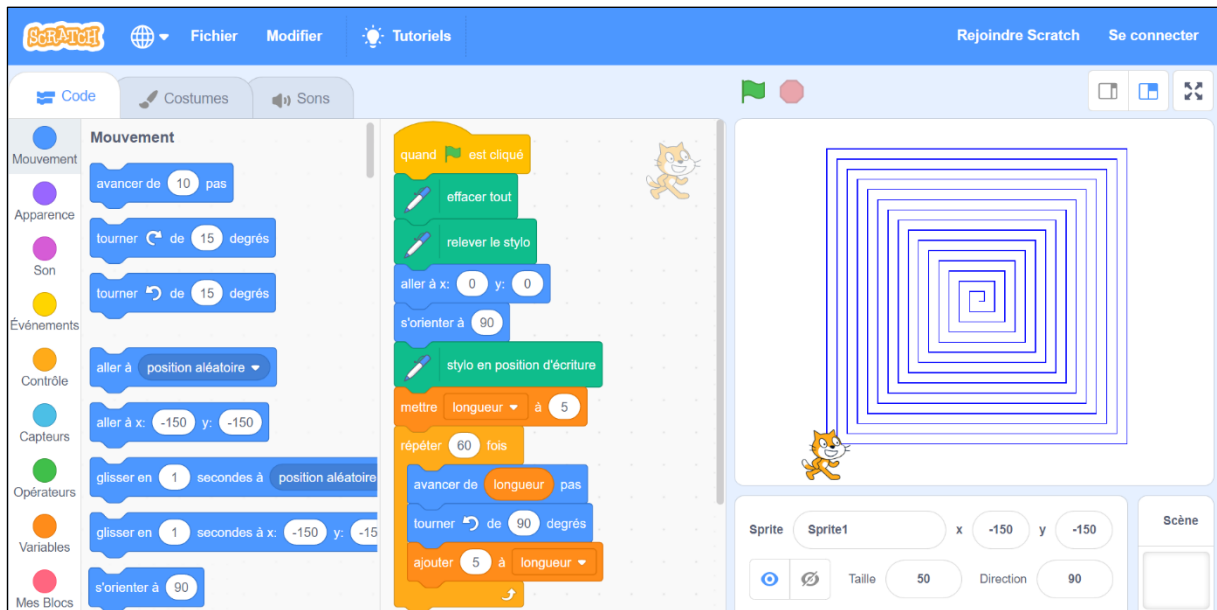 SCRATCH Fichier Modifier Tutoriels Rejoindre Scratch Se connecter
Code Costumes Sons
Mouvement
Apparence
Son
Événements
Contrôle
Capteurs
Opérateurs
Variables
Mes Blocs
Mouvement
avancer de 10 pas
tourner de 15 degrés
tourner de 15 degrés
aller à position aléatoire
aller à x: -150 y: -150
glisser en 1 secondes à position aléatoire
glisser en 1 secondes à x: -150 y: -15
s'orienter à 90
quand est cliqué
effacer tout
relever le stylo
aller à x: 0 y: 0
s'orienter à 90
stylo en position d'écriture
mettre longueur à 5
répéter 60 fois
avancer de longueur pas
tourner de 90 degrés
ajouter 5 à longueur
Sprite Sprite1 x -150 y -150
Taille 50 Direction 90
Scène